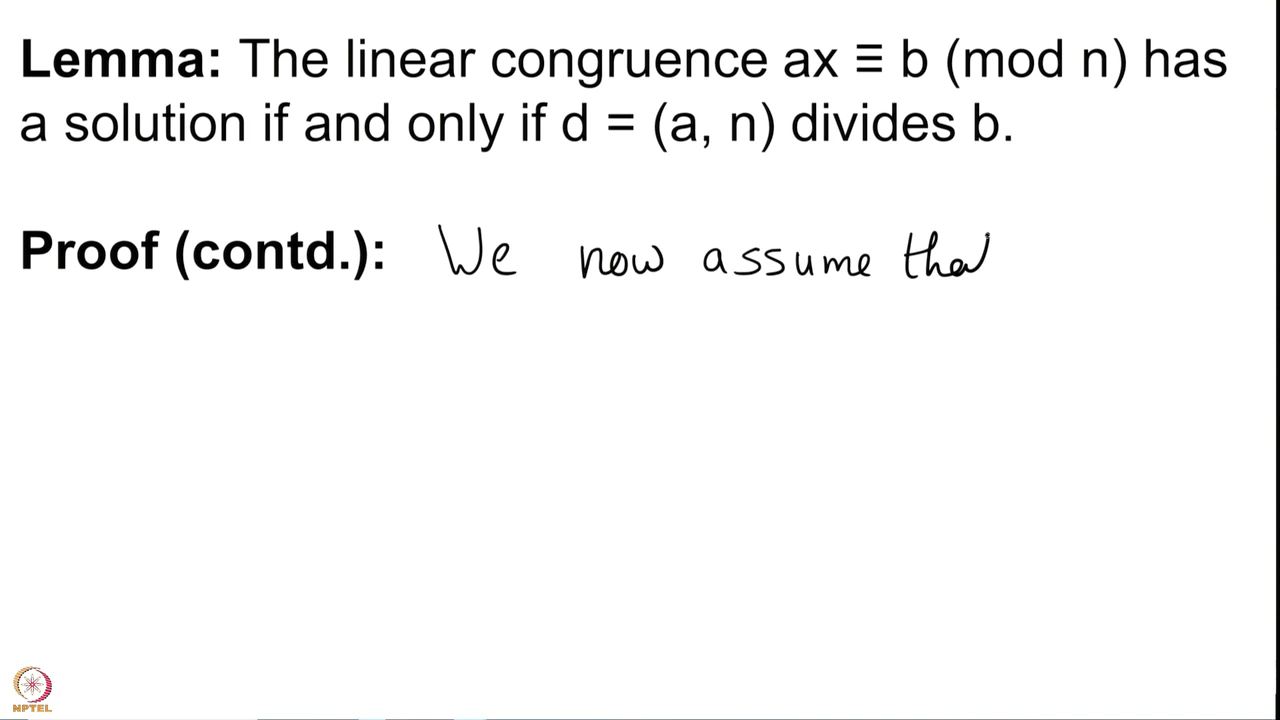 Lemma: The linear congruence ax ≡ b (mod n) has
a solution if and only if d = (a, n) divides b.
Proof (contd.): We now assume that
NPTEL